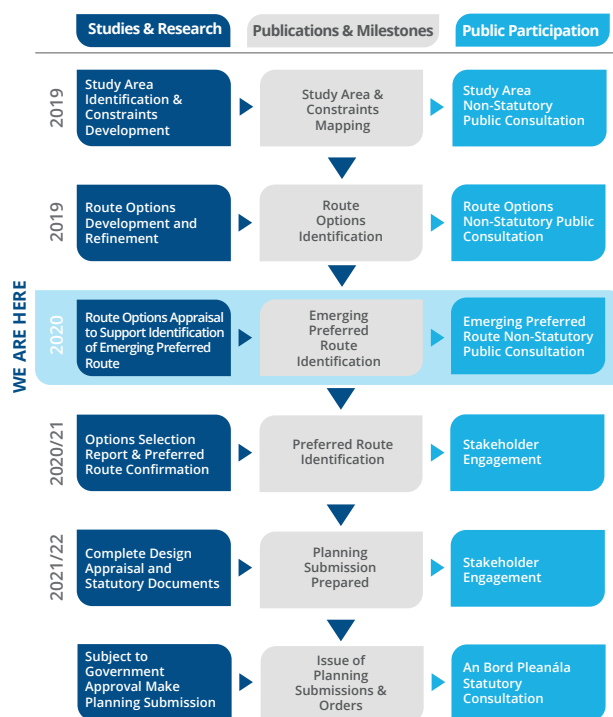 Studies & Research
Publications & Milestones
Public Participation
2019
Study Area
Identification &
Constraints
Development
Study Area &
Constraints
Mapping
Study Area
Non-Statutory
Public Consultation
2019
Route Options
Development and
Refinement
Route
Options
Identification
Route Options
Non-Statutory Public
Consultation
WE ARE HERE
2020
Route Options Appraisal
to Support Identification
of Emerging Preferred
Route
Emerging
Preferred
Route
Identification
Emerging Preferred
Route Non-Statutory
Public Consultation
2020/21
Options Selection
Report & Preferred
Route Confirmation
Preferred Route
Identification
Stakeholder
Engagement
2021/22
Complete Design
Appraisal and
Statutory Documents
Planning
Submission
Prepared
Stakeholder
Engagement
Subject to
Government
Approval Make
Planning Submission
Issue of
Planning
Submissions &
Orders
An Bord Pleanála
Statutory
Consultation